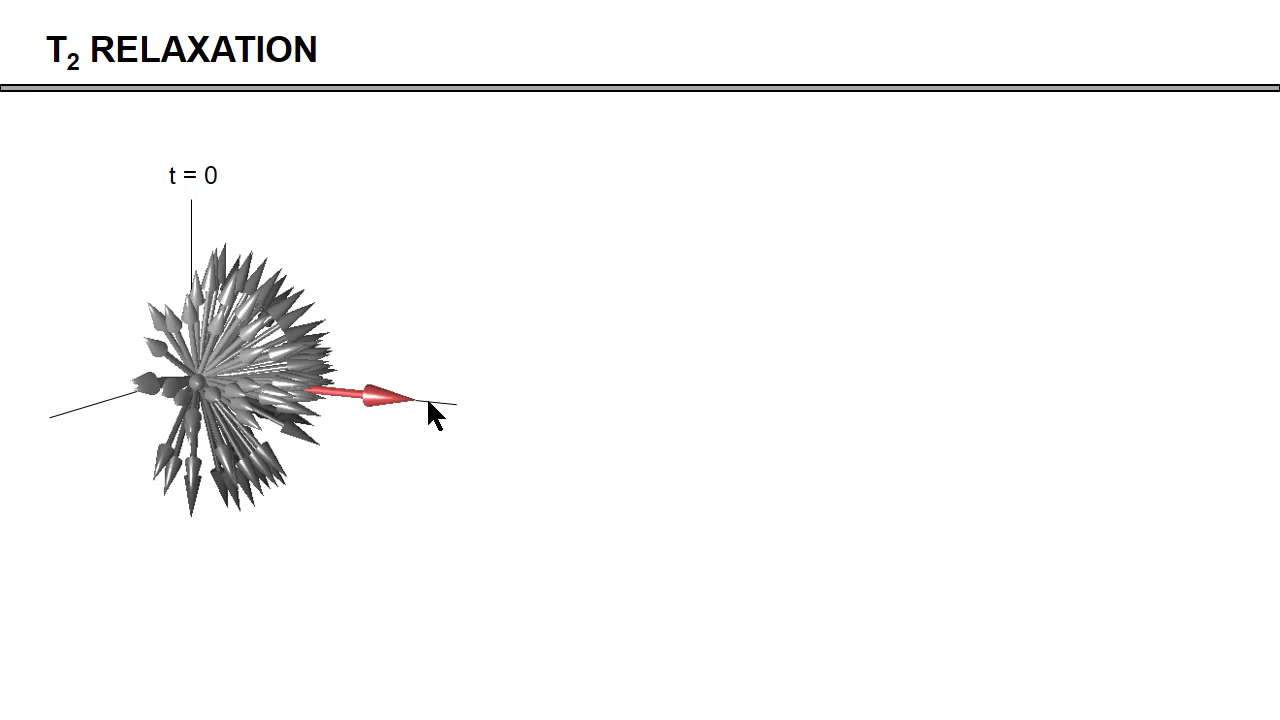 T₂ RELAXATION
t = 0